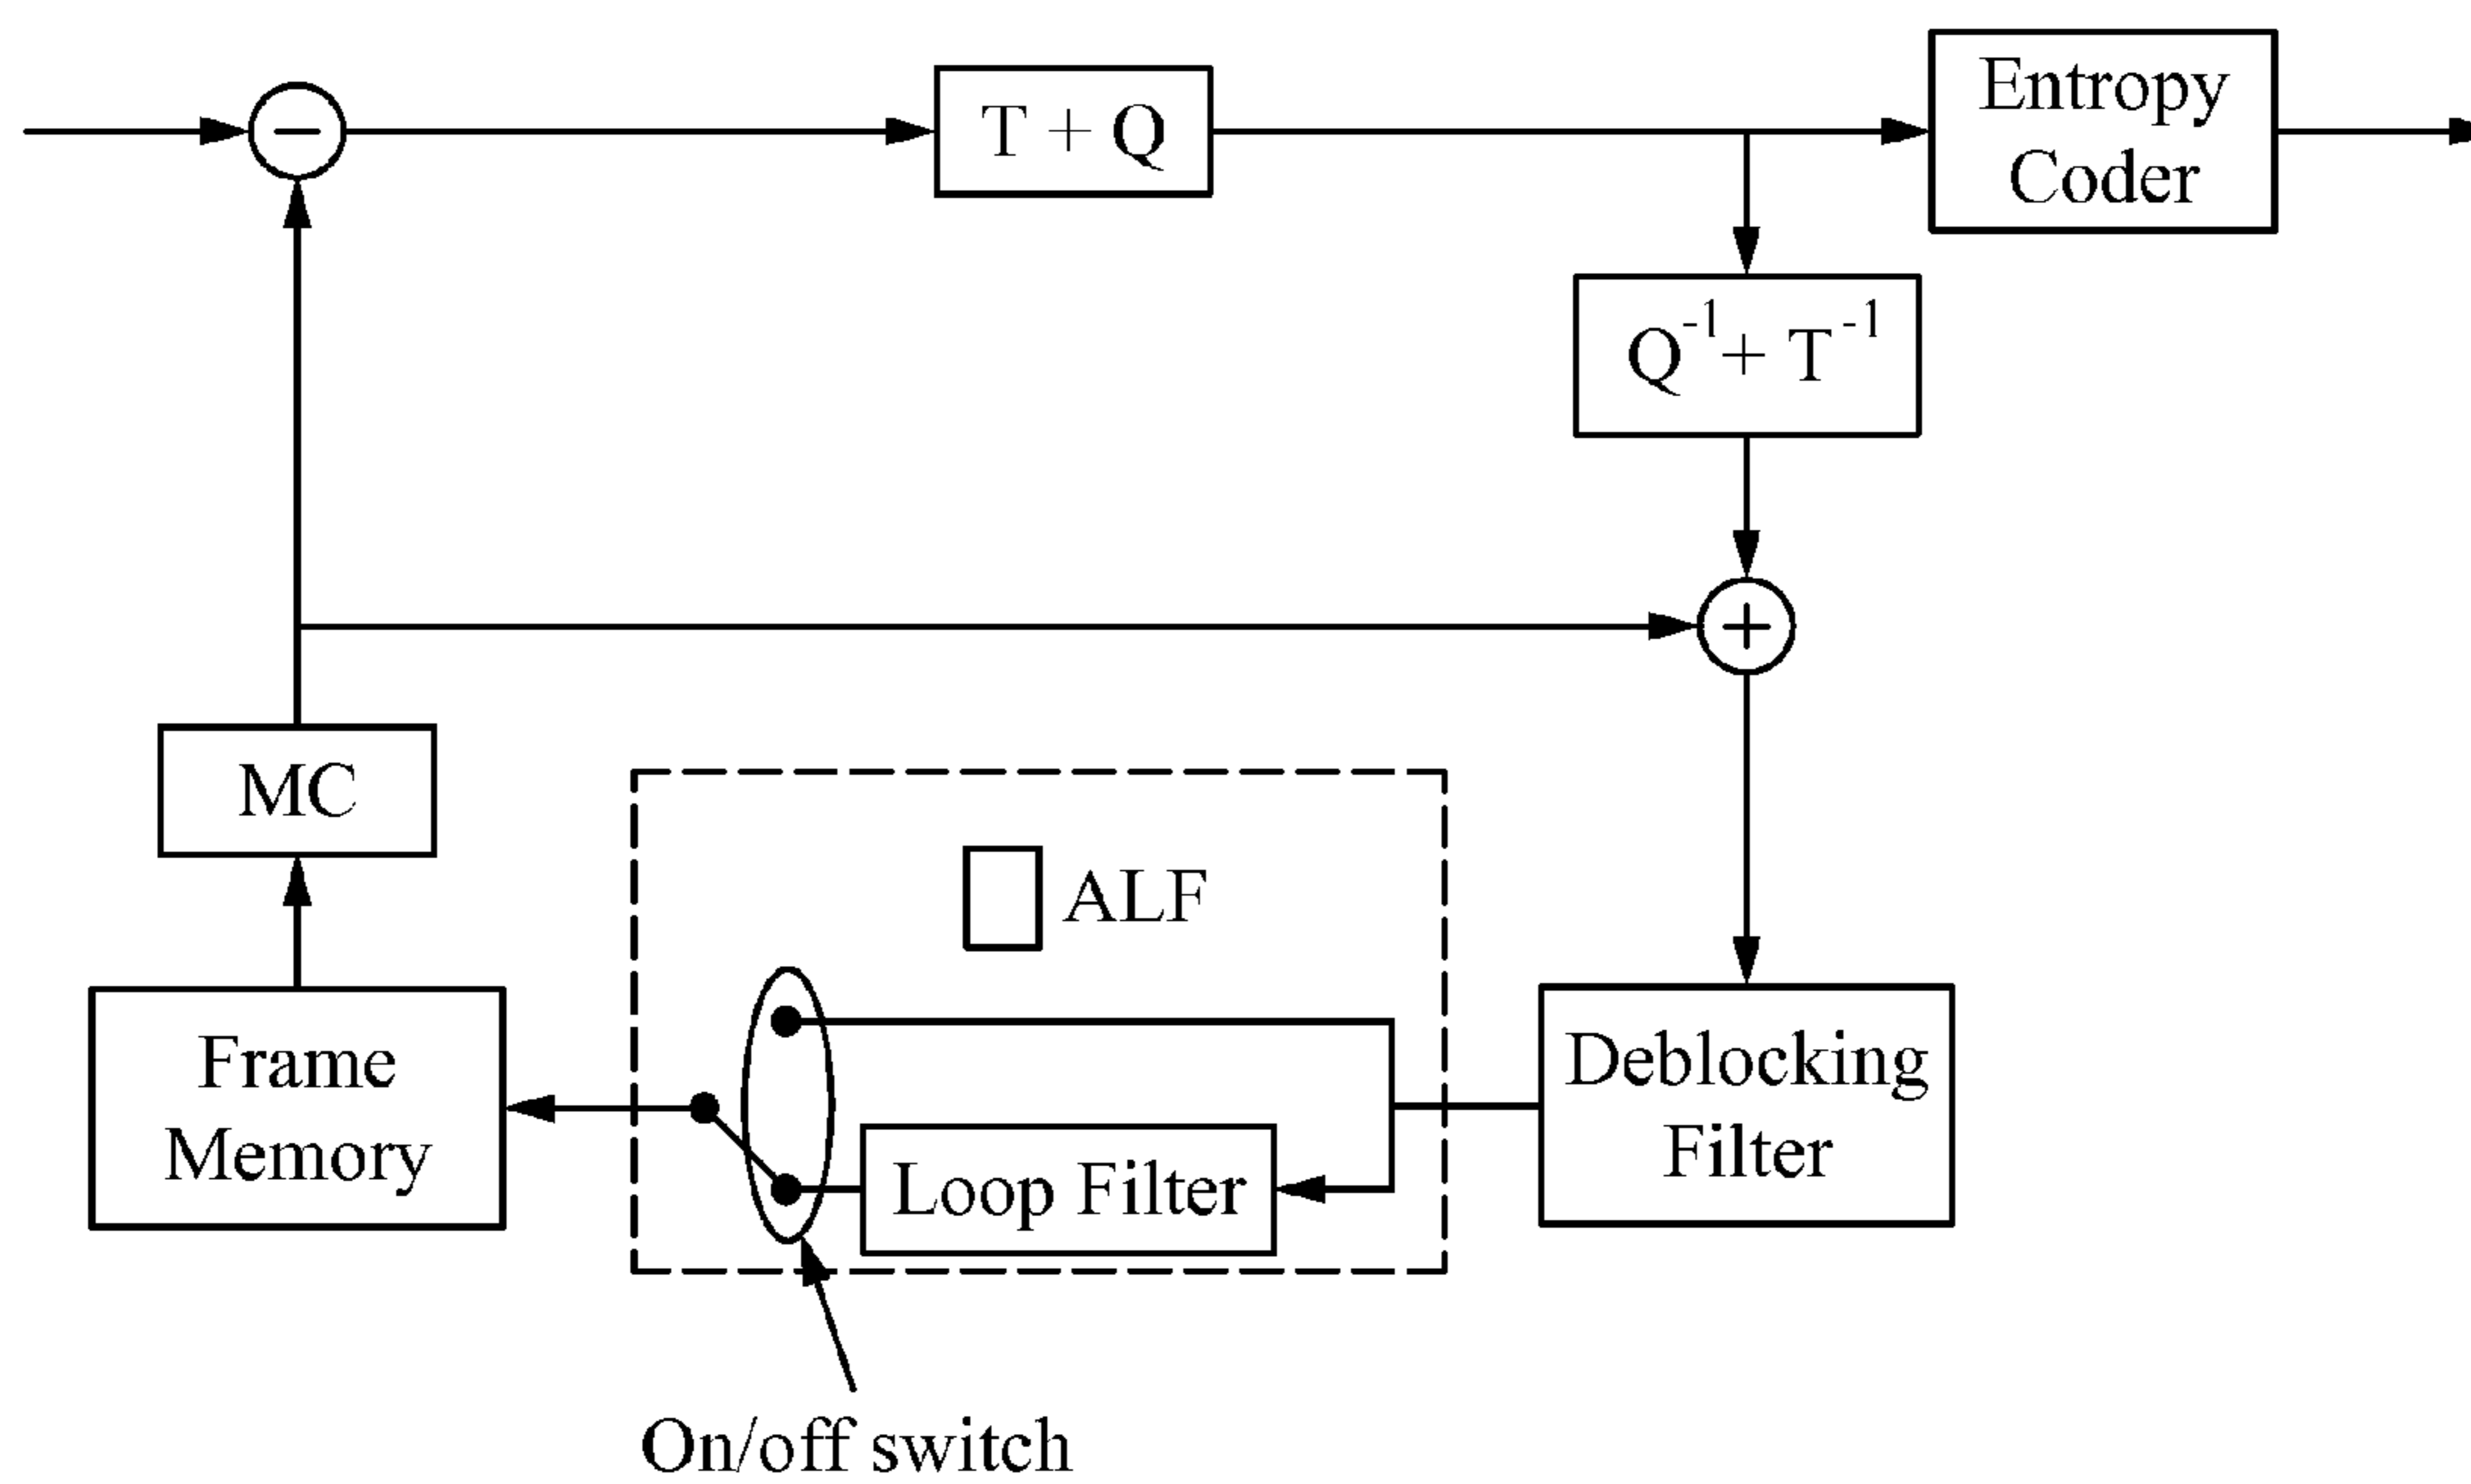 −
T + Q
Entropy
Coder
Q⁻¹ + T⁻¹
+
MC
ALF
Frame
Memory
Loop Filter
Deblocking
Filter
On/off switch